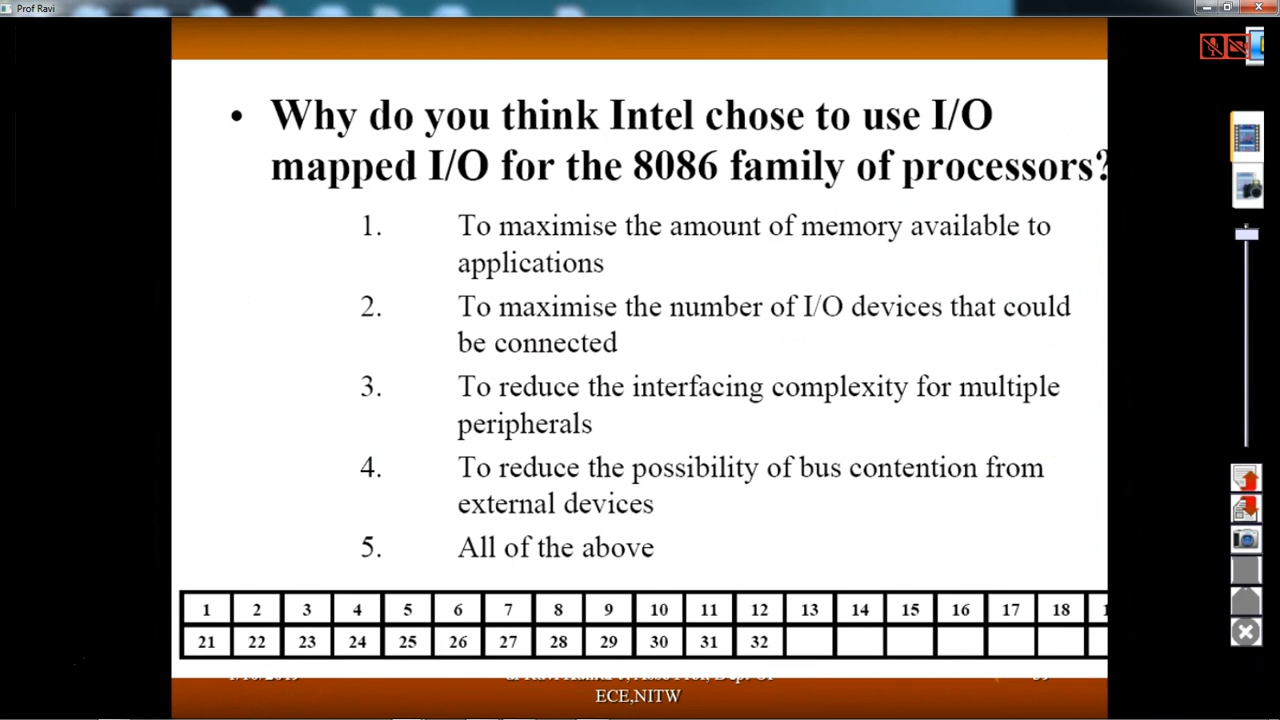 Prof Ravi
• Why do you think Intel chose to use I/O
mapped I/O for the 8086 family of processors?
1. To maximise the amount of memory available to
applications
2. To maximise the number of I/O devices that could
be connected
3. To reduce the interfacing complexity for multiple
peripherals
4. To reduce the possibility of bus contention from
external devices
5. All of the above
1 2 3 4 5 6 7 8 9 10 11 12 13 14 15 16 17 18
21 22 23 24 25 26 27 28 29 30 31 32
ECE,NITW